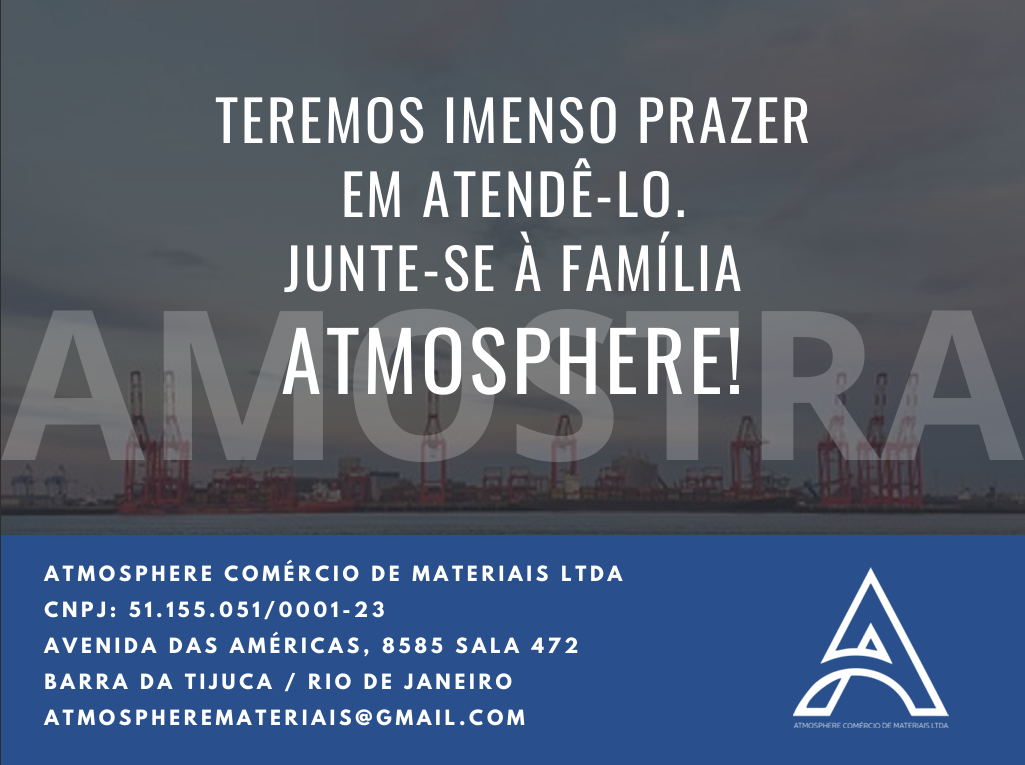 TEREMOS IMENSO PRAZER
EM ATENDÊ-LO.
JUNTE-SE À FAMÍLIA
ATMOSPHERE!
AMOSTRA
ATMOSPHERE COMÉRCIO DE MATERIAIS LTDA
CNPJ: 51.155.051/0001-23
AVENIDA DAS AMÉRICAS, 8585 SALA 472
BARRA DA TIJUCA / RIO DE JANEIRO
ATMOSPHEREMATERIAIS@GMAIL.COM
ATMOSPHERE COMÉRCIO DE MATERIAIS LTDA.